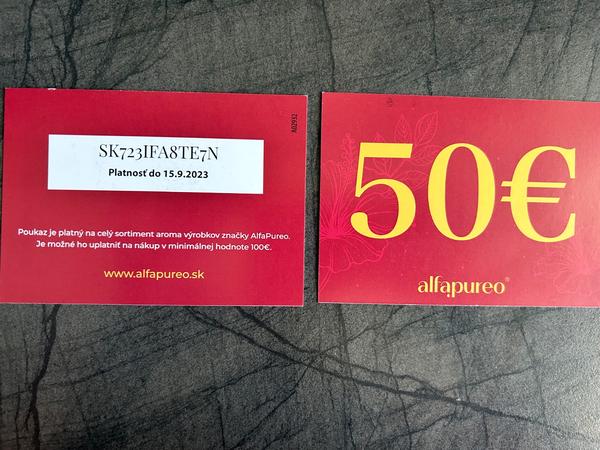 A02932
SK723IFA8TE7N
Platnosť do 15.9.2023
Poukaz je platný na celý sortiment aroma výrobkov značky AlfaPureo.
Je možné ho uplatniť na nákup v minimálnej hodnote 100€.
www.alfapureo.sk
50€
alfapureo®